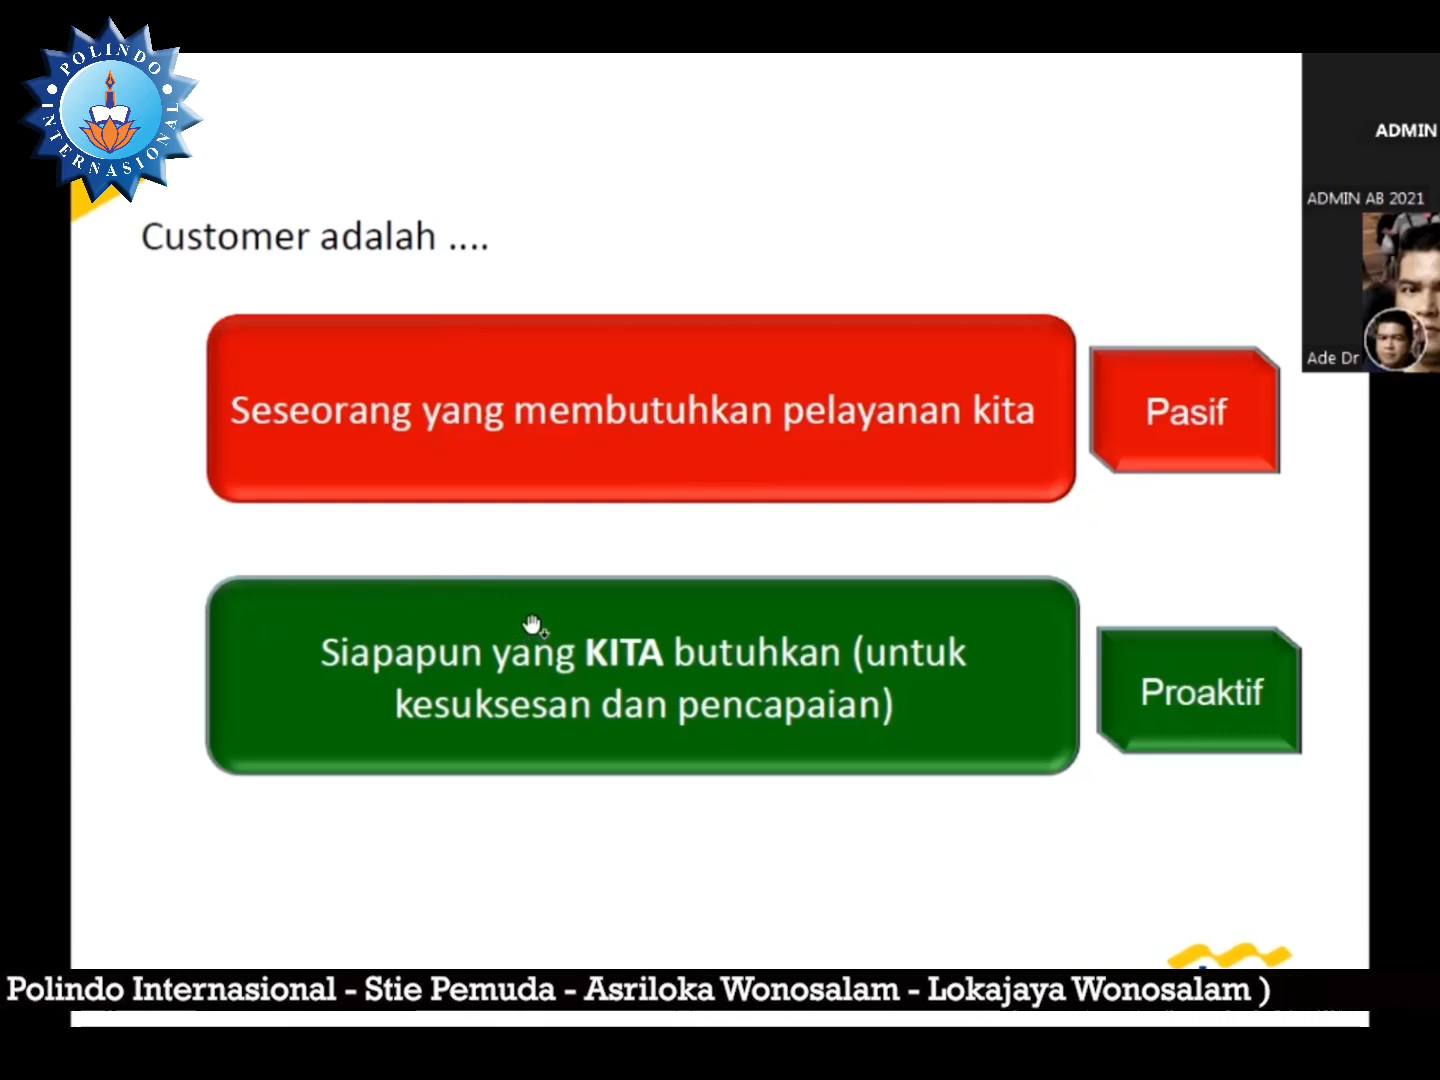 POLINDO
INTERNASIONAL
ADMIN
ADMIN AB 2021
Ade Dr
Customer adalah ....
Seseorang yang membutuhkan pelayanan kita
Pasif
Siapapun yang KITA butuhkan (untuk
kesuksesan dan pencapaian)
Proaktif
Polindo Internasional - Stie Pemuda - Asriloka Wonosalam - Lokajaya Wonosalam )